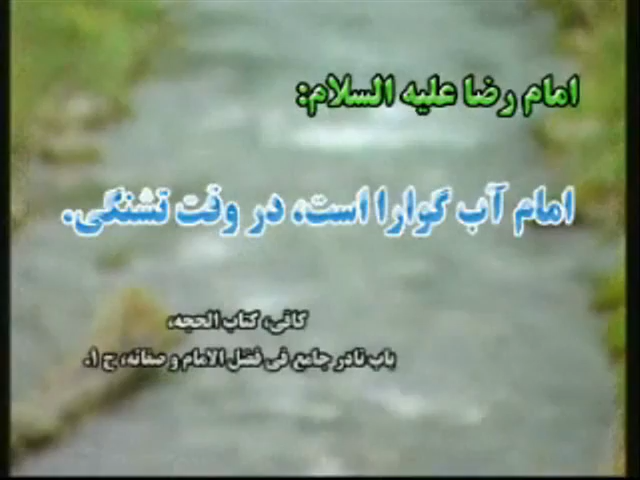 امام رضا علیه السلام:
امام آب گوارا است، در وقت تشنگی.
کافی، کتاب الحجه،
باب نادر جامع فی فضل الامام و صفاته، ح ۱.